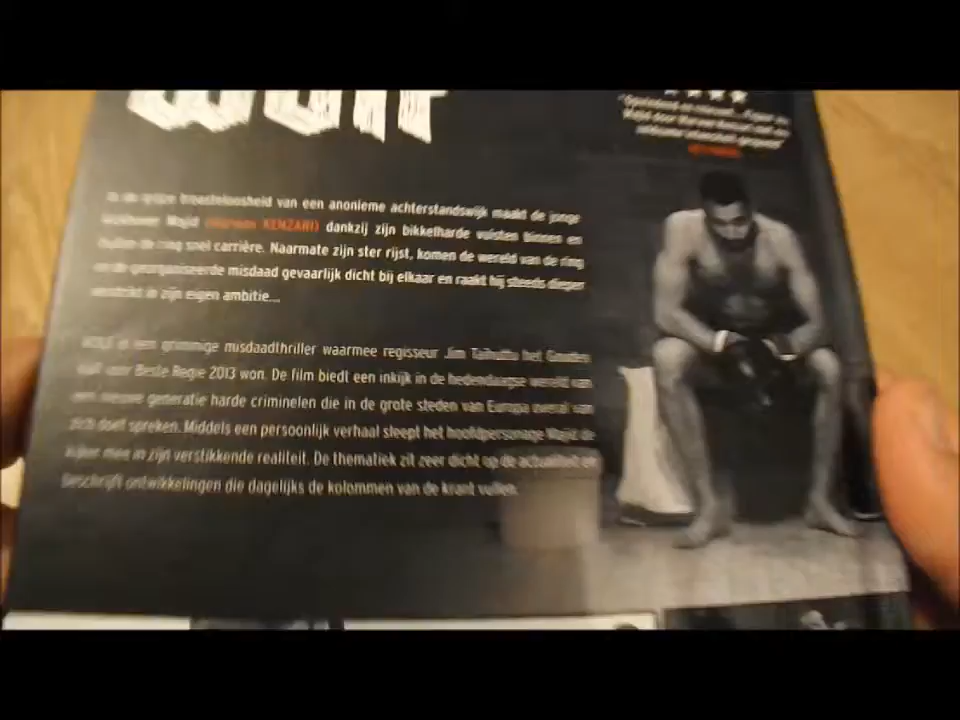 Wolf
In de grijze troosteloosheid van een anonieme achterstandswijk maakt de jonge
Majid (Marwan KENZARI) dankzij zijn bikkelharde vuisten binnen en
buiten de ring snel carrière. Naarmate zijn ster rijst, komen de wereld van de ring
en de georganiseerde misdaad gevaarlijk dicht bij elkaar en raakt hij steeds dieper
verstrikt in zijn eigen ambitie...
WOLF is een grimmige misdaadthriller waarmee regisseur Jim Taihuttu het Gouden
Kalf voor Beste Regie 2013 won. De film biedt een inkijk in de hedendaagse wereld van
een nieuwe generatie harde criminelen die in de grote steden van Europa overal van
zich doet spreken. Middels een persoonlijk verhaal sleept het hoofdpersonage Majid de
kijker mee in zijn verstikkende realiteit. De thematiek zit zeer dicht op de actualiteit en
beschrijft ontwikkelingen die dagelijks de kolommen van de krant vullen.